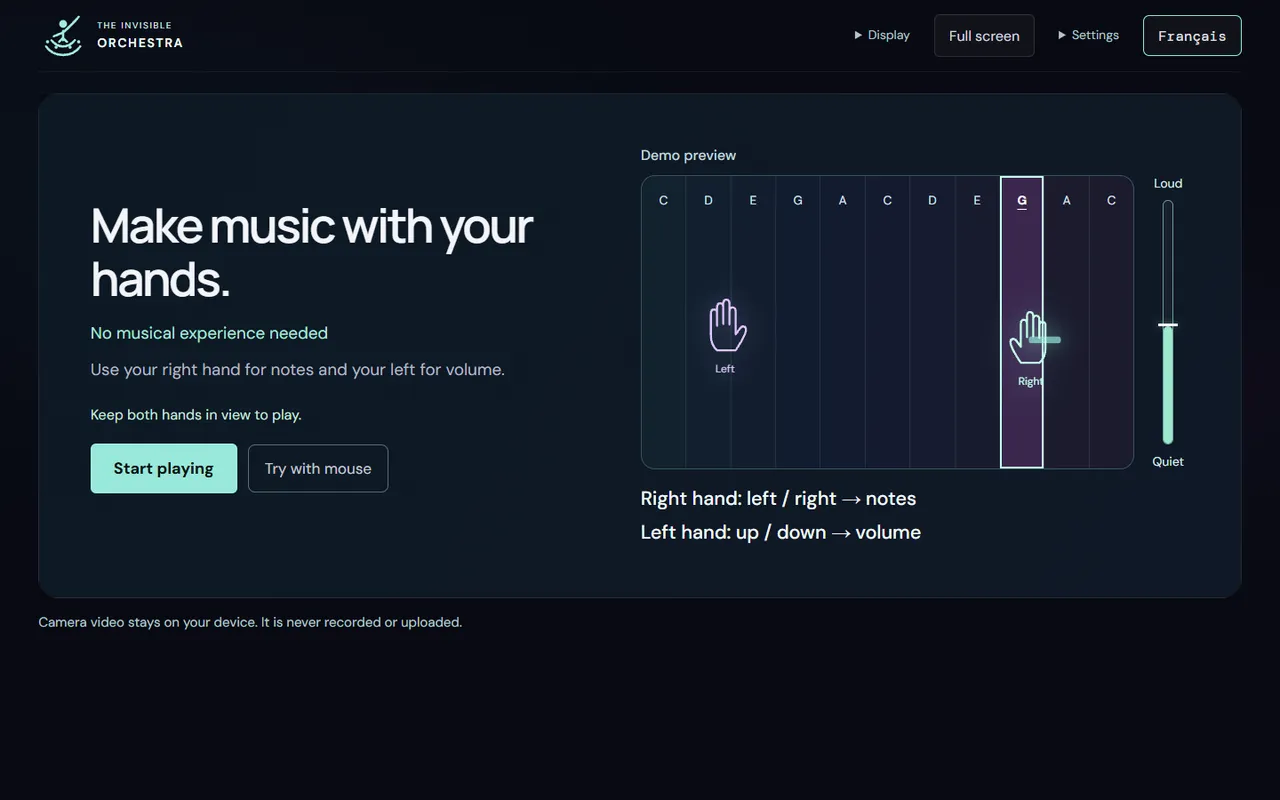 THE INVISIBLE
ORCHESTRA
Display
Full screen
Settings
Français
Make music with your
hands.
No musical experience needed
Use your right hand for notes and your left for volume.
Keep both hands in view to play.
Start playing
Try with mouse
Demo preview
C D E G A C D E G A C
Left
Right
Loud
Quiet
Right hand: left / right → notes
Left hand: up / down → volume
Camera video stays on your device. It is never recorded or uploaded.